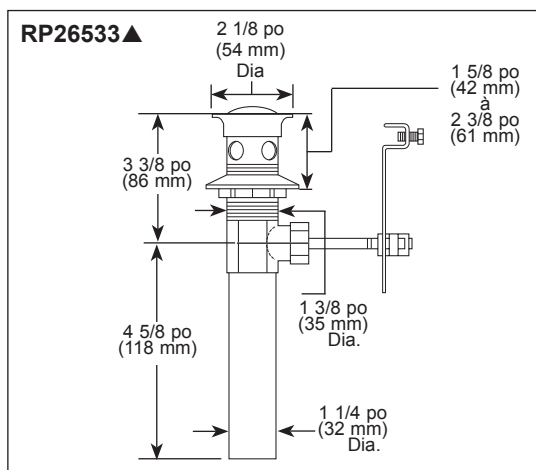 RP26533▲
2 1/8 po
(54 mm)
Dia
1 5/8 po
(42 mm)
à
2 3/8 po
(61 mm)
3 3/8 po
(86 mm)
1 3/8 po
(35 mm)
Dia.
4 5/8 po
(118 mm)
1 1/4 po
(32 mm)
Dia.